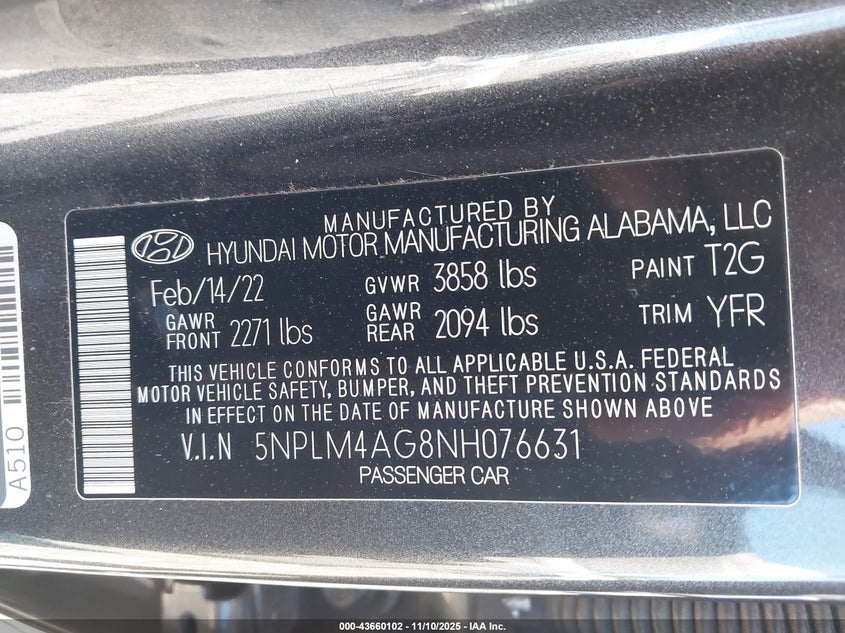 MANUFACTURED BY
HYUNDAI MOTOR MANUFACTURING ALABAMA, LLC
Feb/14/22 GVWR 3858 lbs PAINT T2G
GAWR FRONT 2271 lbs GAWR REAR 2094 lbs TRIM YFR
THIS VEHICLE CONFORMS TO ALL APPLICABLE U.S.A. FEDERAL
MOTOR VEHICLE SAFETY, BUMPER, AND THEFT PREVENTION STANDARDS
IN EFFECT ON THE DATE OF MANUFACTURE SHOWN ABOVE
V.I.N 5NPLM4AG8NH076631
PASSENGER CAR
A510
000-43660102 — 11/10/2025 — IAA Inc.